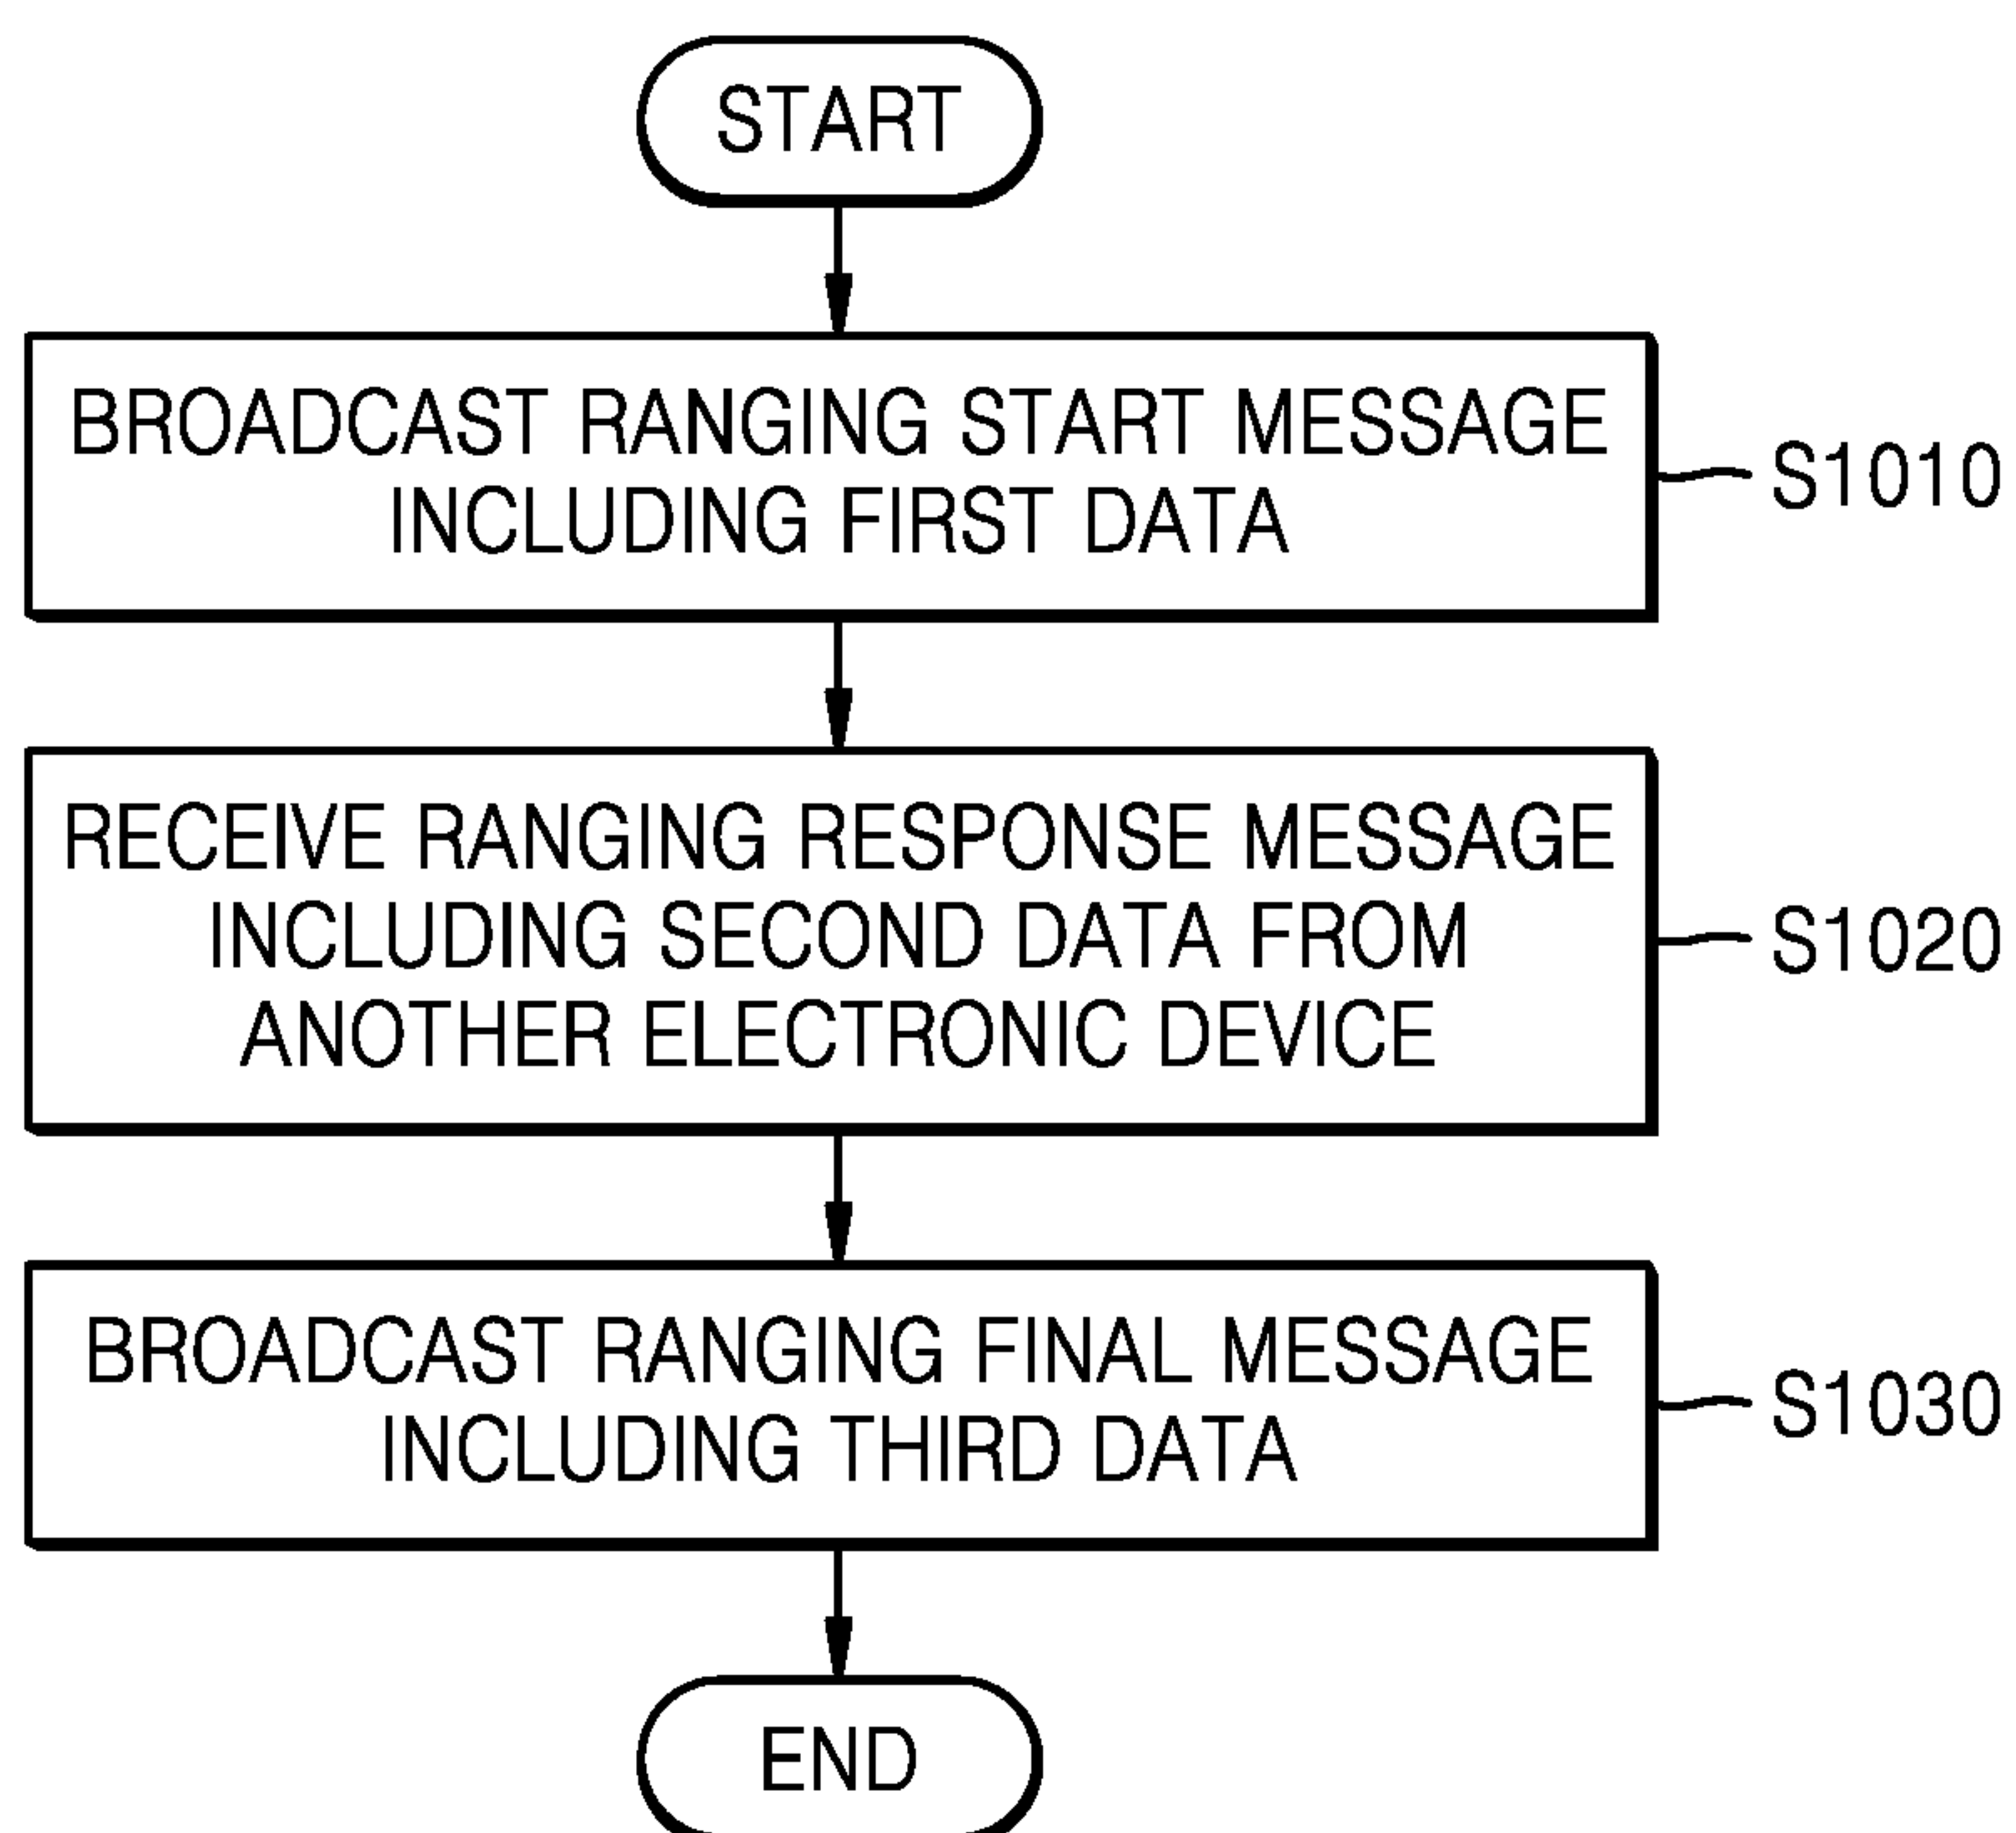 START
BROADCAST RANGING START MESSAGE
INCLUDING FIRST DATA
S1010
RECEIVE RANGING RESPONSE MESSAGE
INCLUDING SECOND DATA FROM
ANOTHER ELECTRONIC DEVICE
S1020
BROADCAST RANGING FINAL MESSAGE
INCLUDING THIRD DATA
S1030
END